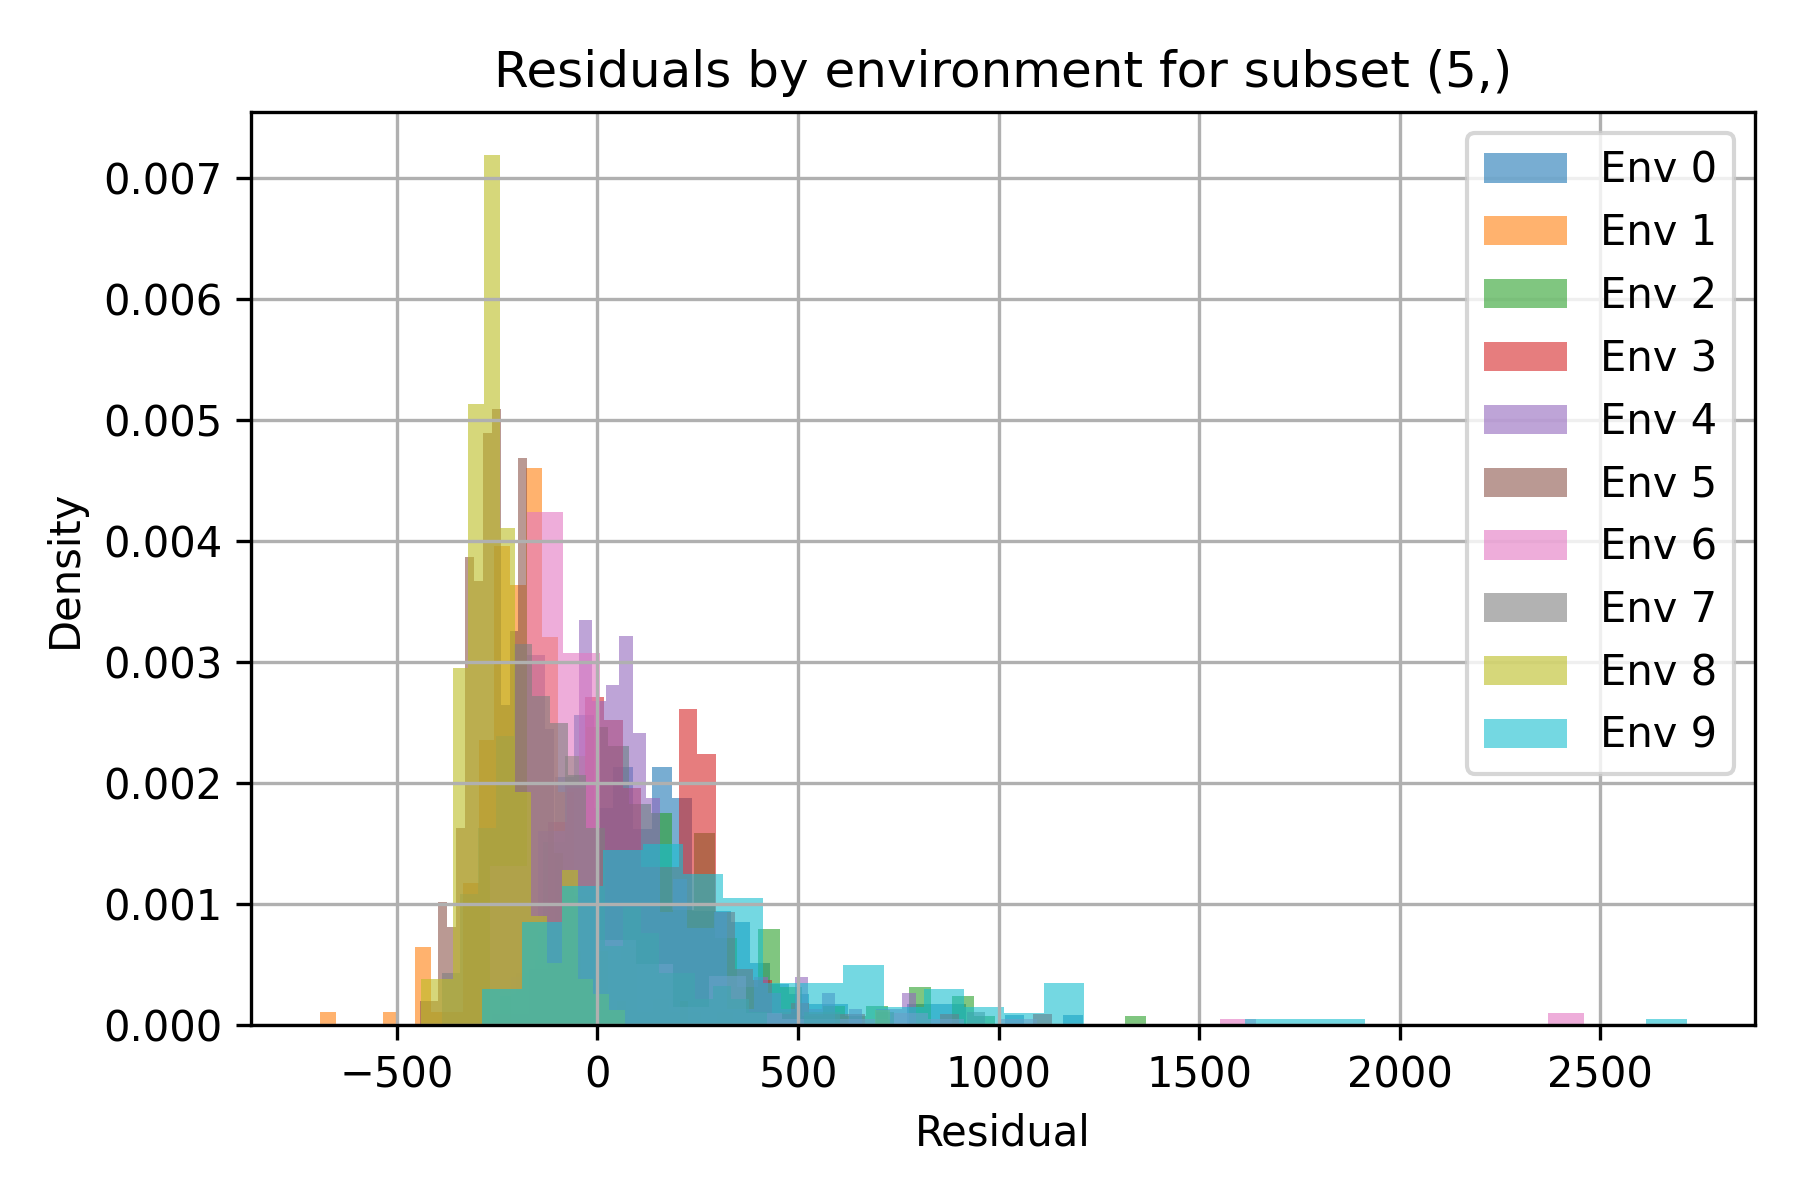 Residuals by environment for subset (5,)
Density
0.007
0.006
0.005
0.004
0.003
0.002
0.001
0.000
−500
0
500
1000
1500
2000
2500
Residual
Env 0
Env 1
Env 2
Env 3
Env 4
Env 5
Env 6
Env 7
Env 8
Env 9